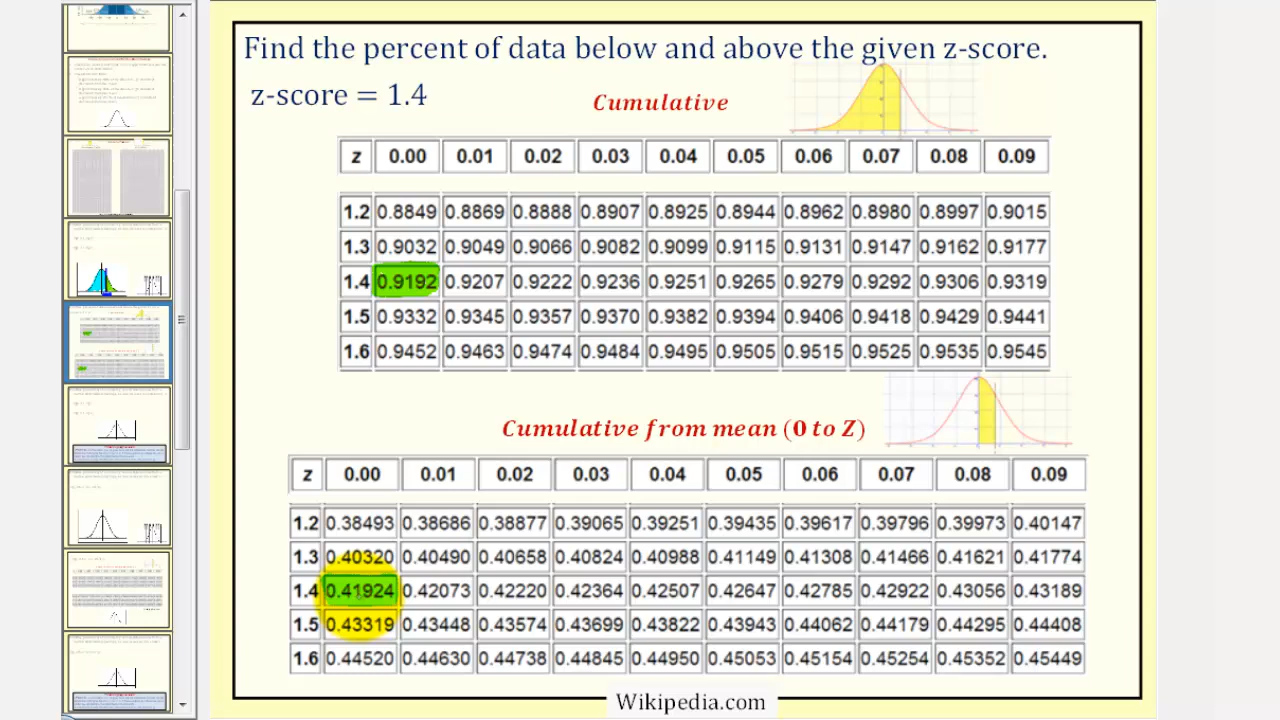 Find the percent of data below and above the given z-score.
z-score = 1.4
Cumulative
z 0.00 0.01 0.02 0.03 0.04 0.05 0.06 0.07 0.08 0.09
1.2 0.8849 0.8869 0.8888 0.8907 0.8925 0.8944 0.8962 0.8980 0.8997 0.9015
1.3 0.9032 0.9049 0.9066 0.9082 0.9099 0.9115 0.9131 0.9147 0.9162 0.9177
1.4 0.9192 0.9207 0.9222 0.9236 0.9251 0.9265 0.9279 0.9292 0.9306 0.9319
1.5 0.9332 0.9345 0.9357 0.9370 0.9382 0.9394 0.9406 0.9418 0.9429 0.9441
1.6 0.9452 0.9463 0.9474 0.9484 0.9495 0.9505 0.9515 0.9525 0.9535 0.9545
Cumulative from mean (0 to Z)
z 0.00 0.01 0.02 0.03 0.04 0.05 0.06 0.07 0.08 0.09
1.2 0.38493 0.38686 0.38877 0.39065 0.39251 0.39435 0.39617 0.39796 0.39973 0.40147
1.3 0.40320 0.40490 0.40658 0.40824 0.40988 0.41149 0.41308 0.41466 0.41621 0.41774
1.4 0.41924 0.42073 0.42220 0.42364 0.42507 0.42647 0.42785 0.42922 0.43056 0.43189
1.5 0.43319 0.43448 0.43574 0.43699 0.43822 0.43943 0.44062 0.44179 0.44295 0.44408
1.6 0.44520 0.44630 0.44738 0.44845 0.44950 0.45053 0.45154 0.45254 0.45352 0.45449
Wikipedia.com